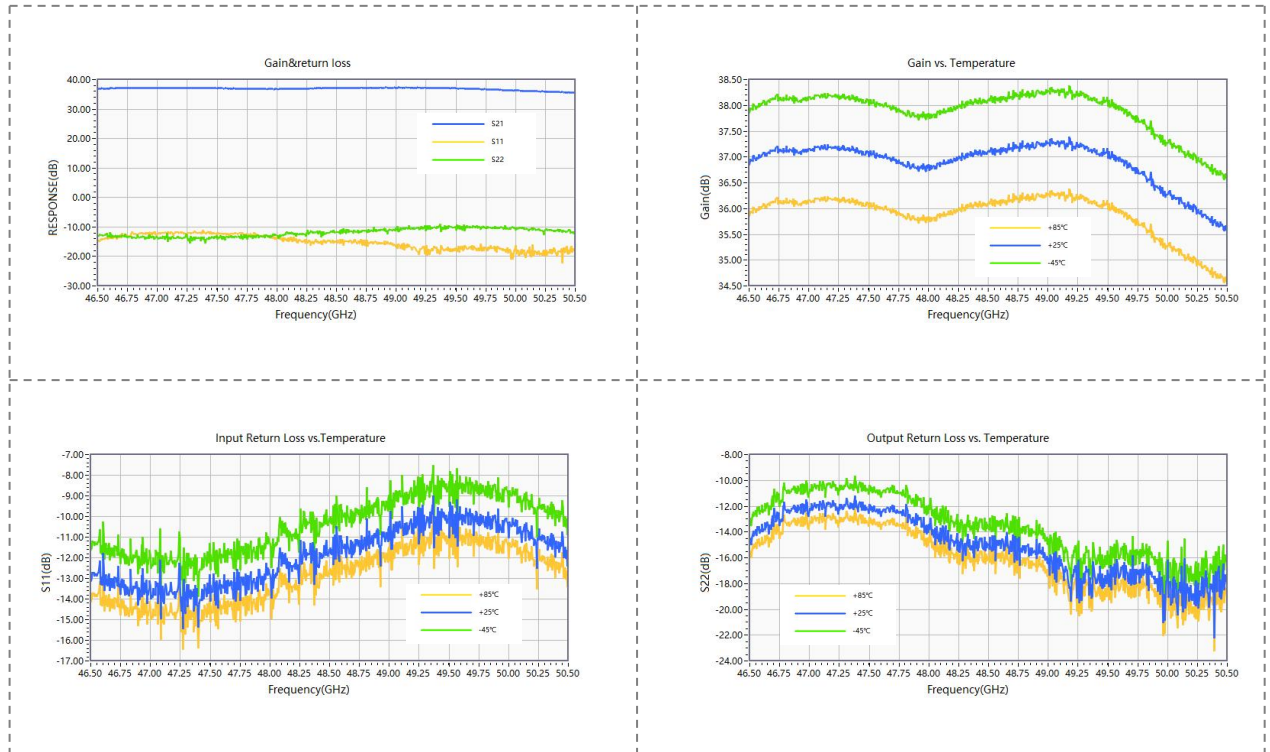 Gain&return loss
40.00
30.00
20.00
10.00
0.00
-10.00
-20.00
-30.00
RESPONSE(dB)
S21
S11
S22
46.50 46.75 47.00 47.25 47.50 47.75 48.00 48.25 48.50 48.75 49.00 49.25 49.50 49.75 50.00 50.25 50.50
Frequency(GHz)
Gain vs. Temperature
38.50
38.00
37.50
37.00
36.50
36.00
35.50
35.00
34.50
Gain(dB)
+85℃
+25℃
-45℃
46.50 46.75 47.00 47.25 47.50 47.75 48.00 48.25 48.50 48.75 49.00 49.25 49.50 49.75 50.00 50.25 50.50
Frequency(GHz)
Input Return Loss vs.Temperature
-7.00
-8.00
-9.00
-10.00
-11.00
-12.00
-13.00
-14.00
-15.00
-16.00
-17.00
S11(dB)
+85℃
+25℃
-45℃
46.50 46.75 47.00 47.25 47.50 47.75 48.00 48.25 48.50 48.75 49.00 49.25 49.50 49.75 50.00 50.25 50.50
Frequency(GHz)
Output Return Loss vs. Temperature
-8.00
-10.00
-12.00
-14.00
-16.00
-18.00
-20.00
-22.00
-24.00
S22(dB)
+85℃
+25℃
-45℃
46.50 46.75 47.00 47.25 47.50 47.75 48.00 48.25 48.50 48.75 49.00 49.25 49.50 49.75 50.00 50.25 50.50
Frequency(GHz)